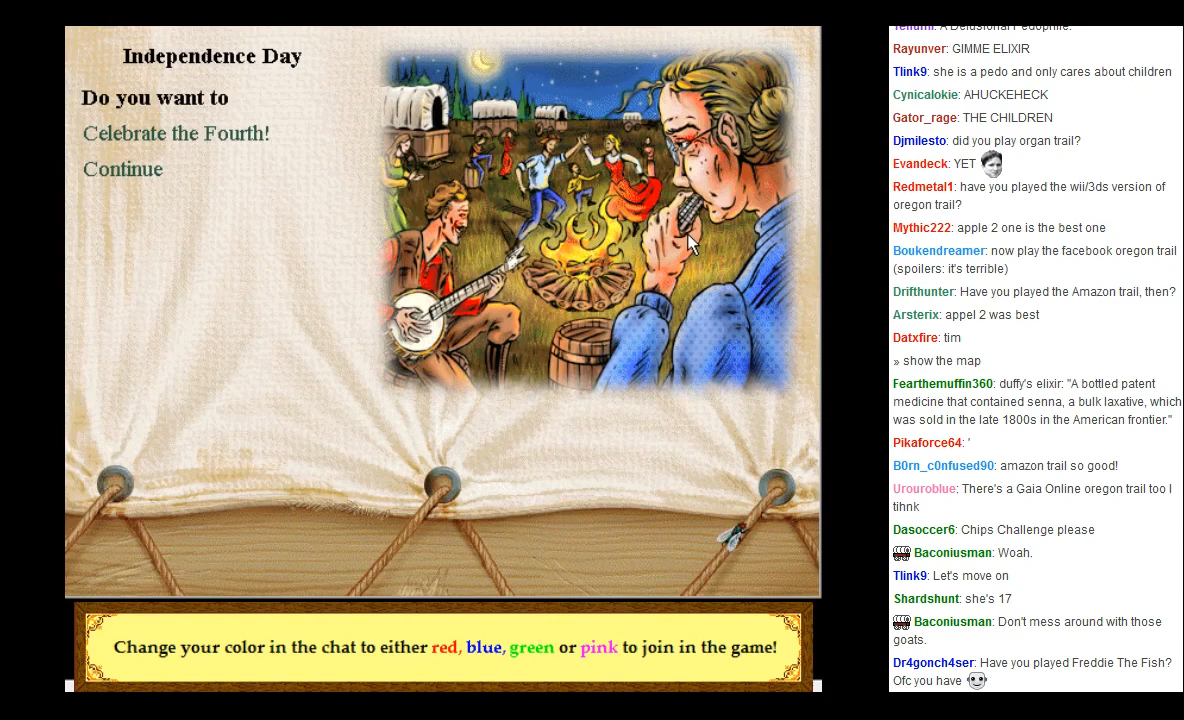 Independence Day
Do you want to
Celebrate the Fourth!
Continue
Change your color in the chat to either red, blue, green or pink to join in the game!
Rayunver: GIMME ELIXIR
Tlink9: she is a pedo and only cares about children
Cynicalokie: AHUCKEHECK
Gator_rage: THE CHILDREN
Djmilesto: did you play organ trail?
Evandeck: YET
Redmetal1: have you played the wii/3ds version of
oregon trail?
Mythic222: apple 2 one is the best one
Boukendreamer: now play the facebook oregon trail
(spoilers: it's terrible)
Drifthunter: Have you played the Amazon trail, then?
Arsterix: appel 2 was best
Datxfire: tim
» show the map
Fearthemuffin360: duffy's elixir: "A bottled patent
medicine that contained senna, a bulk laxative, which
was sold in the late 1800s in the American frontier."
Pikaforce64: '
B0rn_c0nfused90: amazon trail so good!
Urouroblue: There's a Gaia Online oregon trail too I
tihnk
Dasoccer6: Chips Challenge please
Baconiusman: Woah.
Tlink9: Let's move on
Shardshunt: she's 17
Baconiusman: Don't mess around with those
goats.
Dr4gonch4ser: Have you played Freddie The Fish?
Ofc you have